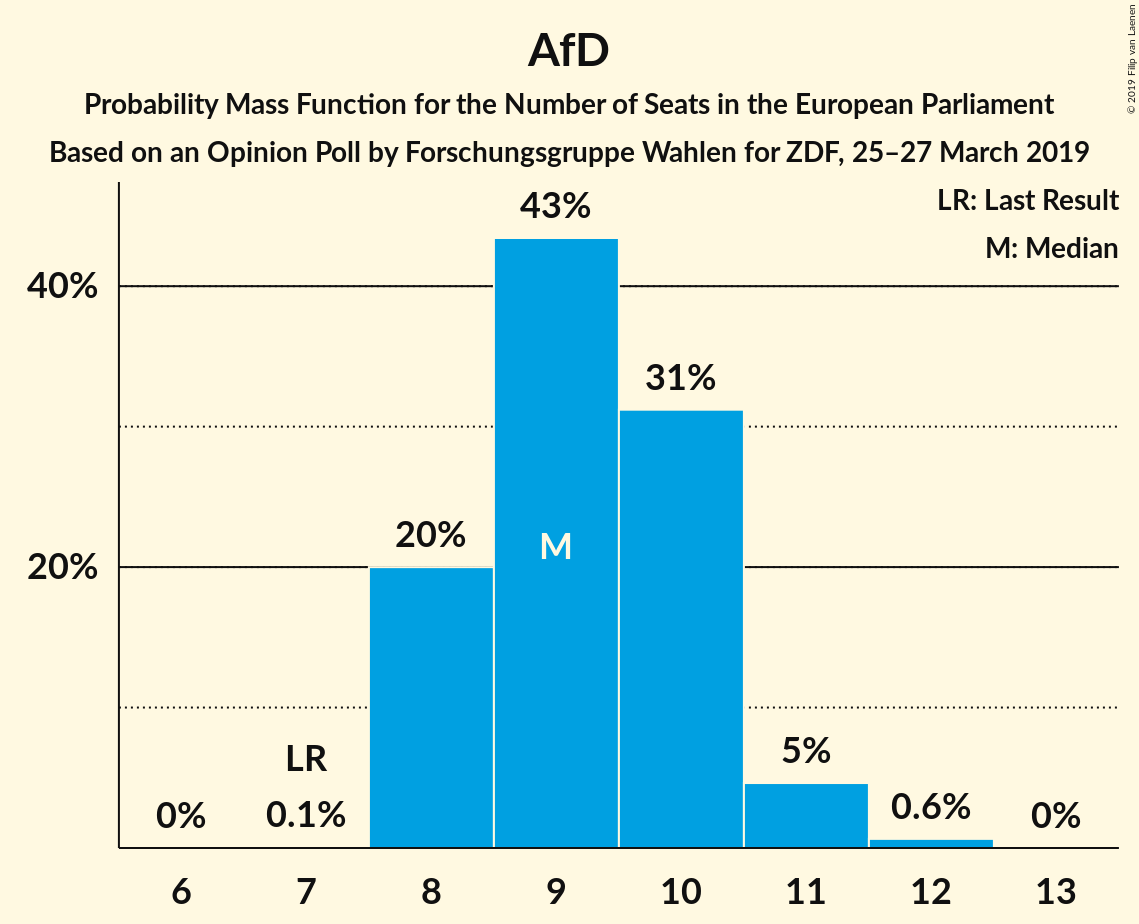 AfD
Probability Mass Function for the Number of Seats in the European Parliament
Based on an Opinion Poll by Forschungsgruppe Wahlen for ZDF, 25–27 March 2019
© 2019 Filip van Laenen
LR: Last Result
M: Median
43%
40%
31%
20%
M
20%
5%
LR
0%
0.1%
0.6%
0%
6 7 8 9 10 11 12 13